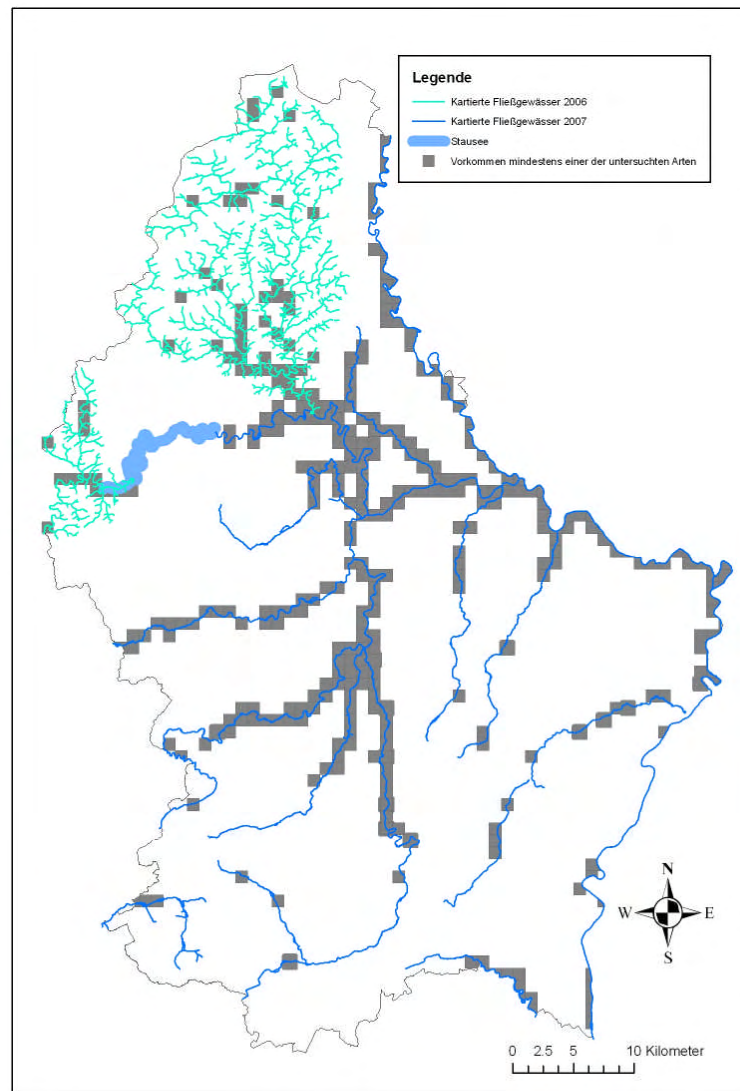 Legende
Kartierte Fließgewässer 2006
Kartierte Fließgewässer 2007
Stausee
Vorkommen mindestens einer der untersuchten Arten
N
W E
S
0 2.5 5 10 Kilometer